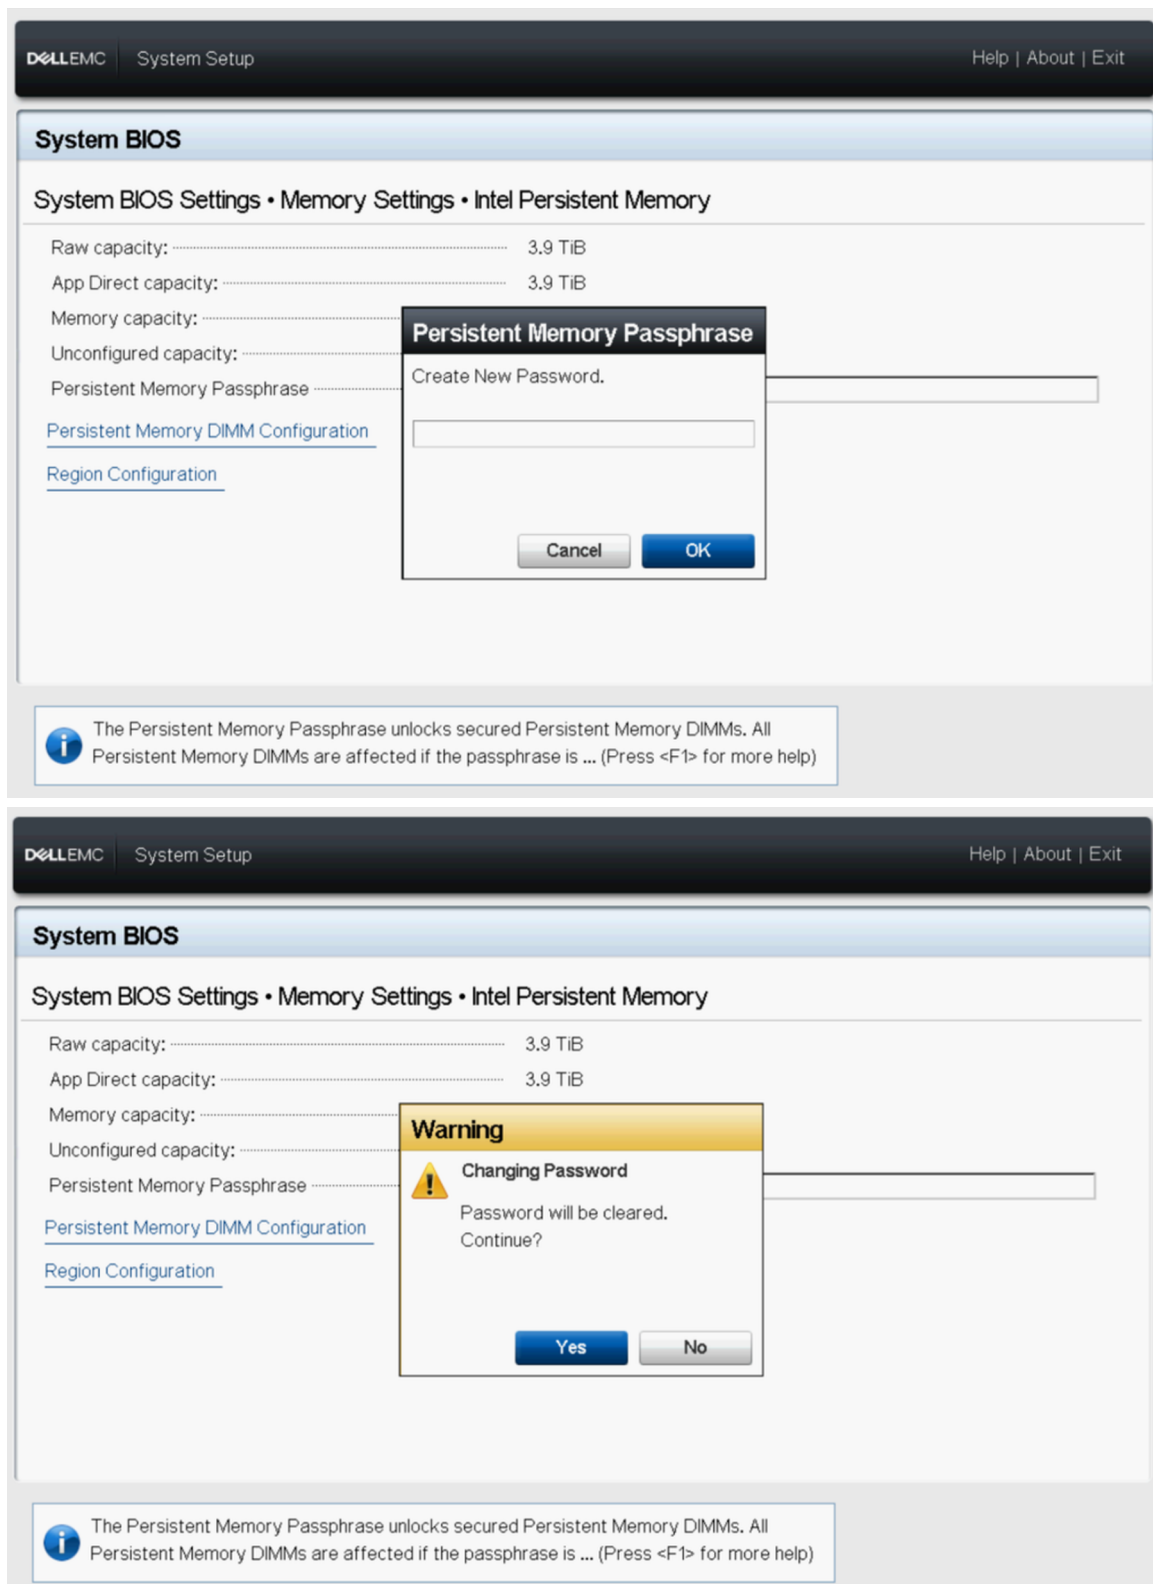 DELLEMC System Setup Help | About | Exit
System BIOS
System BIOS Settings • Memory Settings • Intel Persistent Memory
Raw capacity: 3.9 TiB
App Direct capacity: 3.9 TiB
Memory capacity:
Unconfigured capacity:
Persistent Memory Passphrase
Persistent Memory DIMM Configuration
Region Configuration
Persistent Memory Passphrase
Create New Password.
Cancel OK
The Persistent Memory Passphrase unlocks secured Persistent Memory DIMMs. All
Persistent Memory DIMMs are affected if the passphrase is ... (Press <F1> for more help)
DELLEMC System Setup Help | About | Exit
System BIOS
System BIOS Settings • Memory Settings • Intel Persistent Memory
Raw capacity: 3.9 TiB
App Direct capacity: 3.9 TiB
Memory capacity:
Unconfigured capacity:
Persistent Memory Passphrase
Persistent Memory DIMM Configuration
Region Configuration
Warning
Changing Password
Password will be cleared.
Continue?
Yes No
The Persistent Memory Passphrase unlocks secured Persistent Memory DIMMs. All
Persistent Memory DIMMs are affected if the passphrase is ... (Press <F1> for more help)